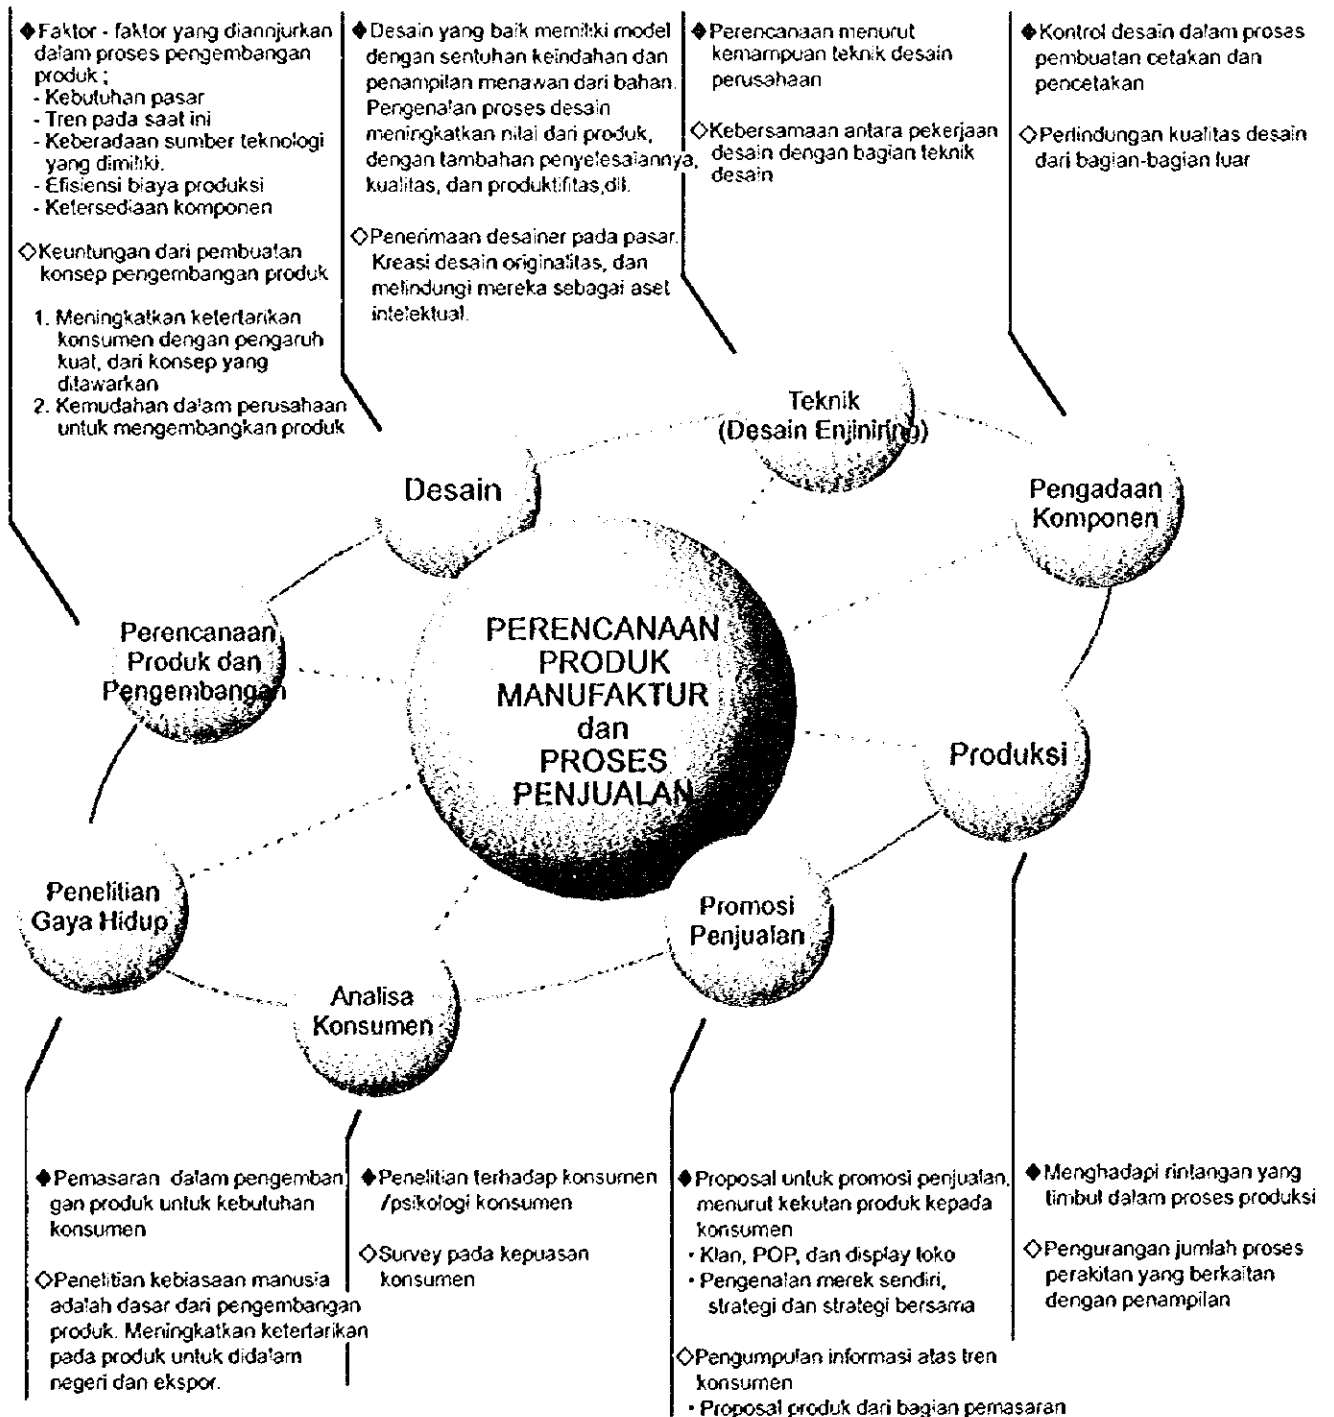 ◆Faktor - faktor yang diannjurkan
dalam proses pengembangan
produk ;
- Kebutuhan pasar
- Tren pada saat ini
- Keberadaan sumber teknologi
yang dimiliki.
- Efisiensi biaya produksi
- Ketersediaan komponen
◇Keuntungan dari pembuatan
konsep pengembangan produk
1. Meningkatkan ketertarikan
konsumen dengan pengaruh
kuat, dari konsep yang
ditawarkan
2. Kemudahan dalam perusahaan
untuk mengembangkan produk
◆Desain yang baik memiliki model
dengan sentuhan keindahan dan
penampilan menawan dari bahan.
Pengenalan proses desain
meningkatkan nilai dari produk,
dengan tambahan penyelesaiannya,
kualitas, dan produktifitas,dll.
◇Penerimaan desainer pada pasar.
Kreasi desain originalitas, dan
melindungi mereka sebagai aset
intelektual.
◆Perencanaan menurut
kemampuan teknik desain
perusahaan
◇Kebersamaan antara pekerjaan
desain dengan bagian teknik
desain
◆Kontrol desain dalam prosas
pembuatan cetakan dan
pencetakan
◇Perlindungan kualitas desain
dari bagian-bagian luar
Teknik
(Desain Enjiniring)
Desain
Pengadaan
Komponen
Perencanaan
Produk dan
Pengembangan
PERENCANAAN
PRODUK
MANUFAKTUR
dan
PROSES
PENJUALAN
Produksi
Penelitian
Gaya Hidup
Promosi
Penjualan
Analisa
Konsumen
◆Pemasaran dalam pengemban
gan produk untuk kebutuhan
konsumen
◇Penelitian kebiasaan manusia
adalah dasar dari pengembangan
produk. Meningkatkan ketertarikan
pada produk untuk didalam
negeri dan ekspor.
◆Penelitian terhadap konsumen
/psikologi konsumen
◇Survey pada kepuasan
konsumen
◆Proposal untuk promosi penjualan,
menurut kekutan produk kepada
konsumen
· Klan, POP, dan display toko
· Pengenalan merek sendiri,
strategi dan strategi bersama
◇Pengumpulan informasi atas tren
konsumen
· Proposal produk dari bagian pemasaran
◆Menghadapi rintangan yang
timbul dalam proses produksi
◇Pengurangan jumlah proses
perakitan yang berkaitan
dengan penampilan